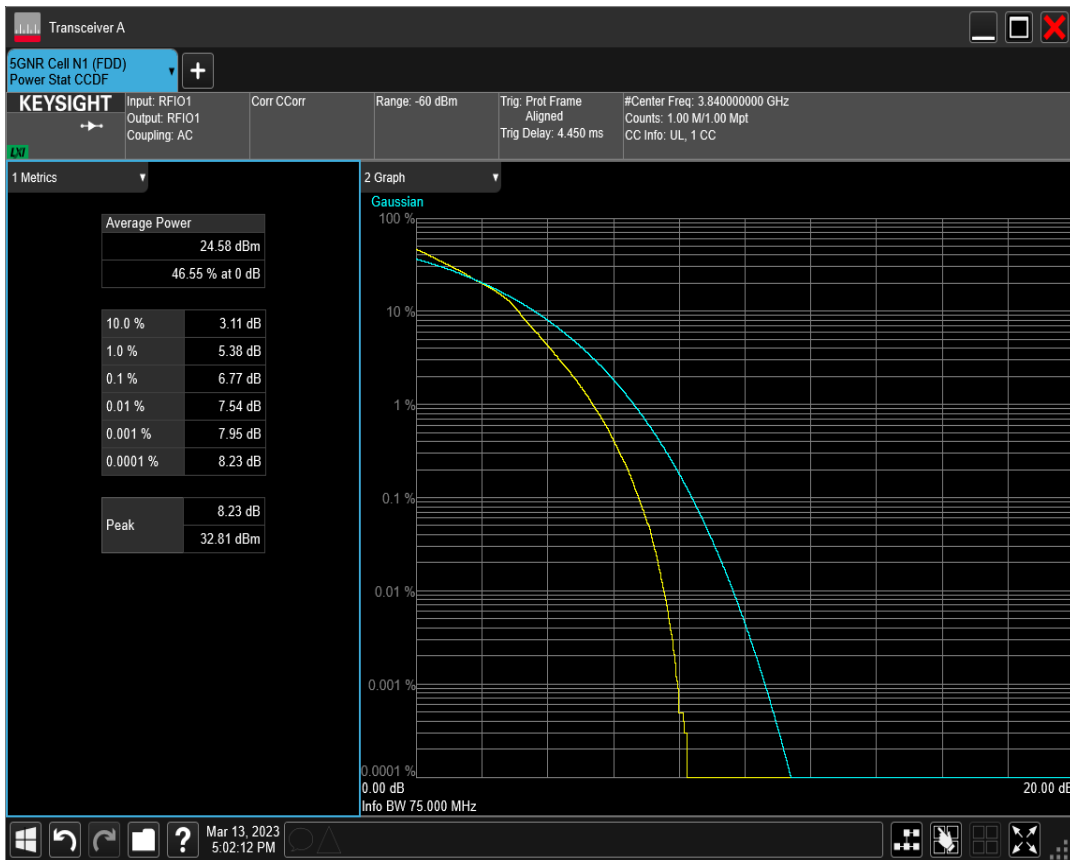 Transceiver A
5GNR Cell N1 (FDD)
Power Stat CCDF
+
KEYSIGHT
LXI
Input: RFIO1
Output: RFIO1
Coupling: AC
Corr CCorr
Range: -60 dBm
Trig: Prot Frame
Aligned
Trig Delay: 4.450 ms
#Center Freq: 3.840000000 GHz
Counts: 1.00 M/1.00 Mpt
CC Info: UL, 1 CC
1 Metrics
Average Power
24.58 dBm
46.55 % at 0 dB
10.0 % 3.11 dB
1.0 % 5.38 dB
0.1 % 6.77 dB
0.01 % 7.54 dB
0.001 % 7.95 dB
0.0001 % 8.23 dB
Peak
8.23 dB
32.81 dBm
2 Graph
Gaussian
100 %
10 %
1 %
0.1 %
0.01 %
0.001 %
0.0001 %
0.00 dB 20.00 dB
Info BW 75.000 MHz
?
Mar 13, 2023
5:02:12 PM